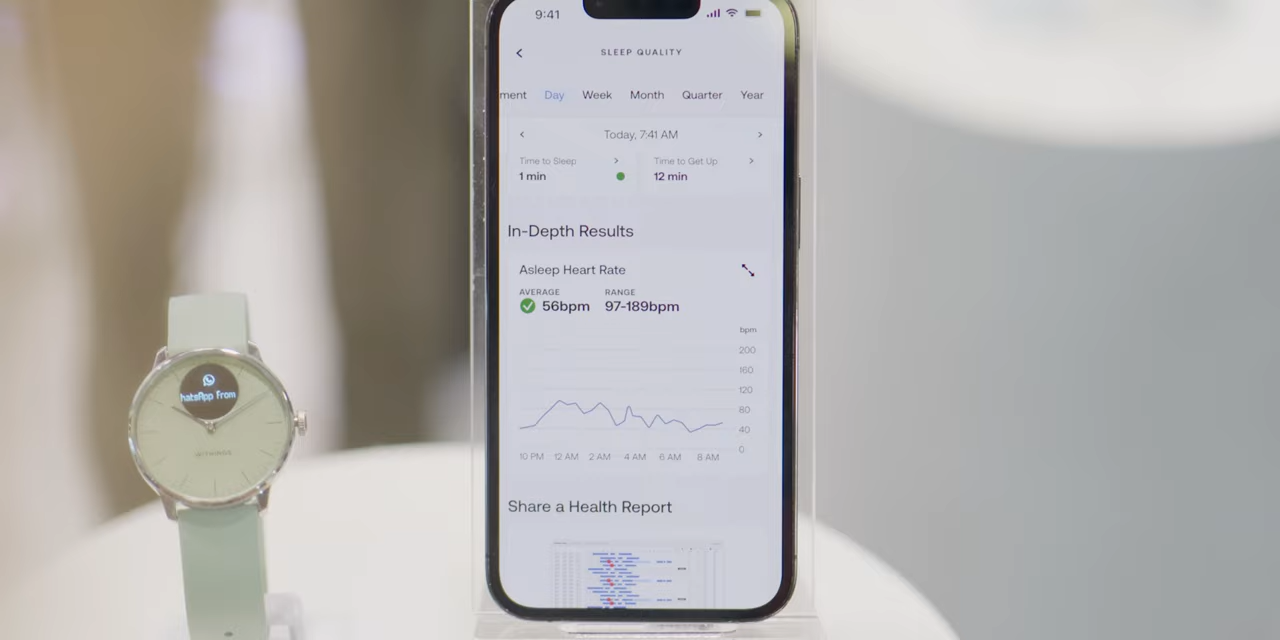 9:41
SLEEP QUALITY
ment Day Week Month Quarter Year
Today, 7:41 AM
Time to Sleep Time to Get Up
1 min 12 min
In-Depth Results
Asleep Heart Rate
AVERAGE RANGE
56bpm 97-189bpm
bpm
200
160
120
80
40
0
10 PM 12 AM 2 AM 4 AM 6 AM 8 AM
Share a Health Report
hatsApp from
WITHINGS